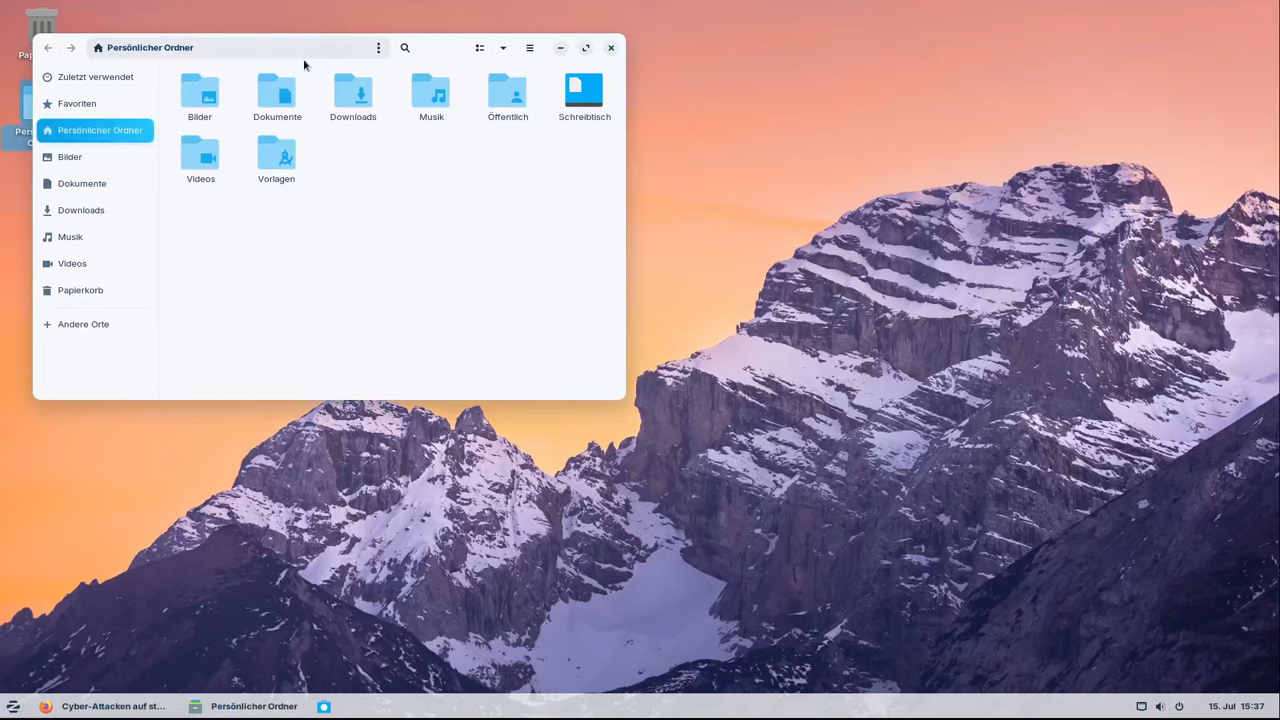 Persönlicher Ordner
Zuletzt verwendet
Favoriten
Persönlicher Ordner
Bilder
Dokumente
Downloads
Musik
Videos
Papierkorb
Andere Orte
Bilder
Dokumente
Downloads
Musik
Öffentlich
Schreibtisch
Videos
Vorlagen
Cyber-Attacken auf st...
Persönlicher Ordner
15. Jul 15:37